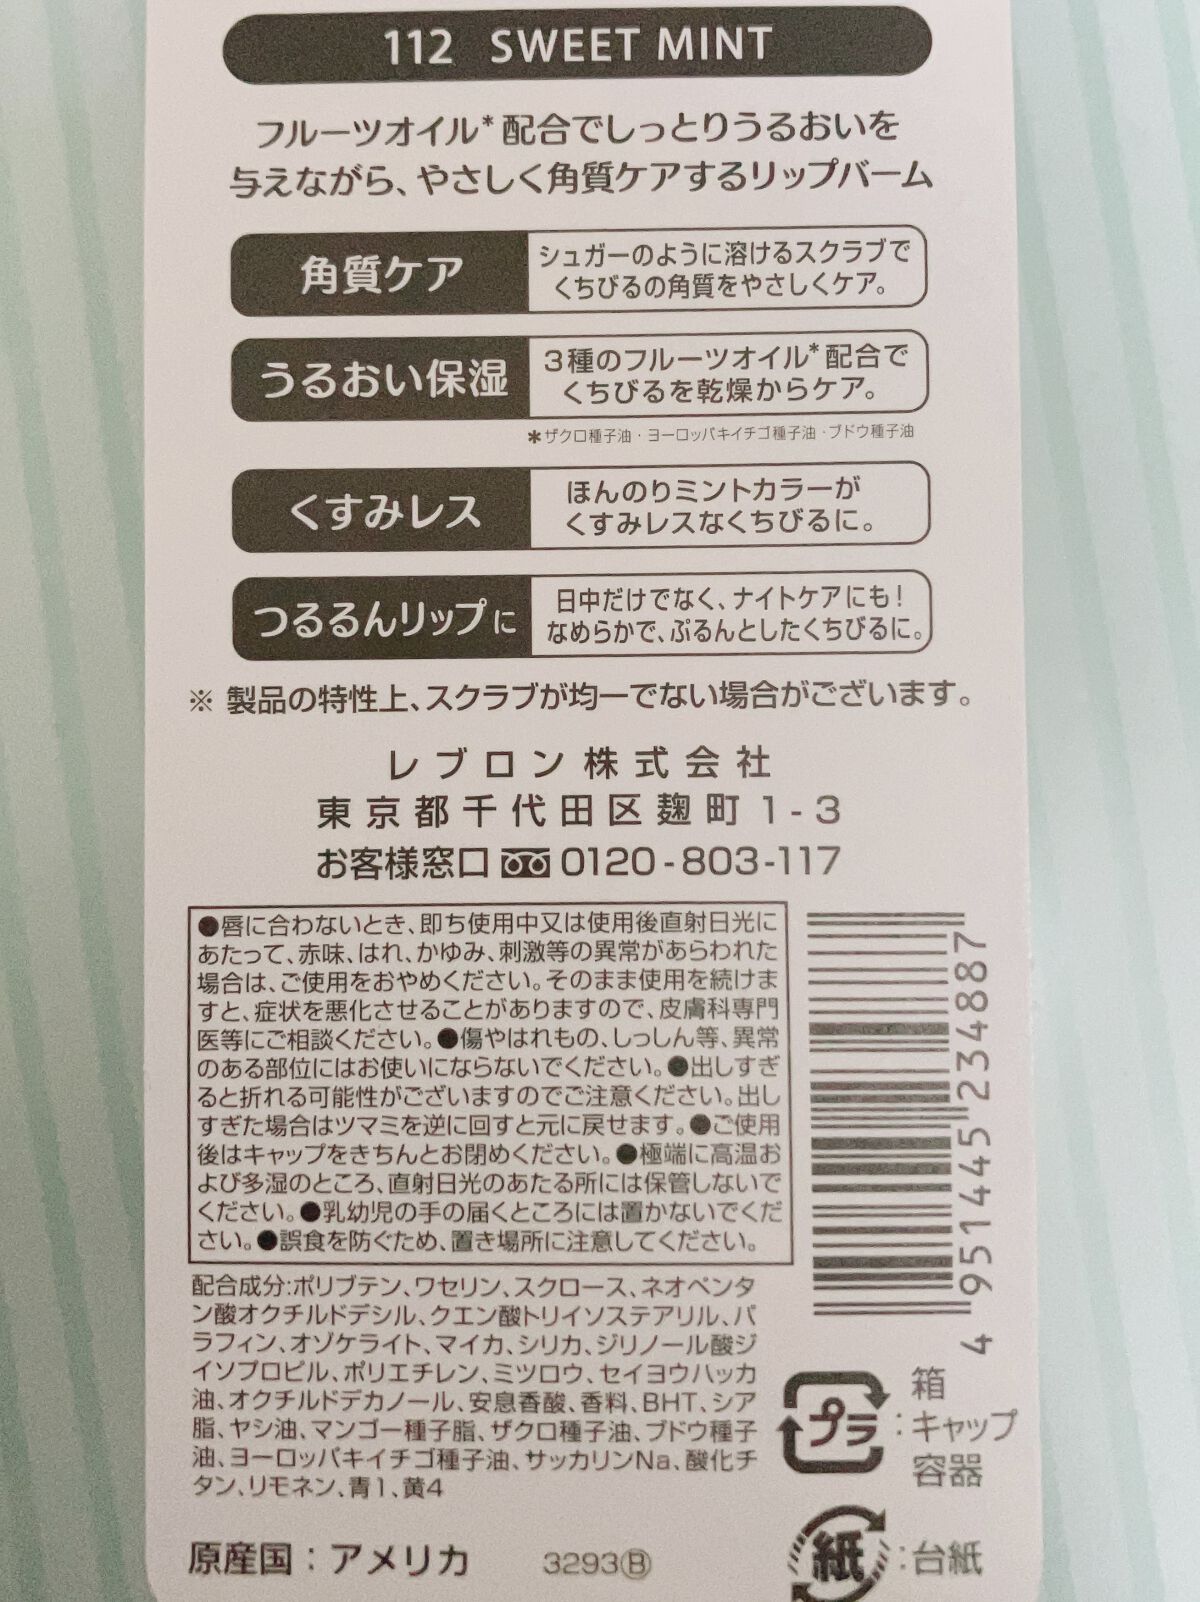 112 SWEET MINT
フルーツオイル*配合でしっとりうるおいを
与えながら、やさしく角質ケアするリップバーム
角質ケア
シュガーのように溶けるスクラブで
くちびるの角質をやさしくケア。
うるおい保湿
3種のフルーツオイル*配合で
くちびるを乾燥からケア。
*ザクロ種子油・ヨーロッパキイチゴ種子油・ブドウ種子油
くすみレス
ほんのりミントカラーが
くすみレスなくちびるに。
つるるんリップに
日中だけでなく、ナイトケアにも!
なめらかで、ぷるんとしたくちびるに。
※ 製品の特性上、スクラブが均一でない場合がございます。
レブロン株式会社
東京都千代田区麹町1-3
お客様窓口 0120-803-117
●唇に合わないとき、即ち使用中又は使用後直射日光に
あたって、赤味、はれ、かゆみ、刺激等の異常があらわれた
場合は、ご使用をおやめください。そのまま使用を続けま
すと、症状を悪化させることがありますので、皮膚科専門
医等にご相談ください。●傷やはれもの、しっしん等、異常
のある部位にはお使いにならないでください。●出しすぎ
ると折れる可能性がございますのでご注意ください。出し
すぎた場合はツマミを逆に回すと元に戻せます。●ご使用
後はキャップをきちんとお閉めください。●極端に高温お
よび多湿のところ、直射日光のあたる所には保管しないで
ください。●乳幼児の手の届くところには置かないでくだ
さい。●誤食を防ぐため、置き場所に注意してください。
配合成分:ポリブテン、ワセリン、スクロース、ネオペンタ
ン酸オクチルドデシル、クエン酸トリイソステアリル、パ
ラフィン、オゾケライト、マイカ、シリカ、ジリノール酸ジ
イソプロピル、ポリエチレン、ミツロウ、セイヨウハッカ
油、オクチルドデカノール、安息香酸、香料、BHT、シア
脂、ヤシ油、マンゴー種子脂、ザクロ種子油、ブドウ種子
油、ヨーロッパキイチゴ種子油、サッカリンNa、酸化チ
タン、リモネン、青1、黄4
原産国：アメリカ 3293Ⓑ
4 951445 234887
プラ：箱
キャップ
容器
紙：台紙